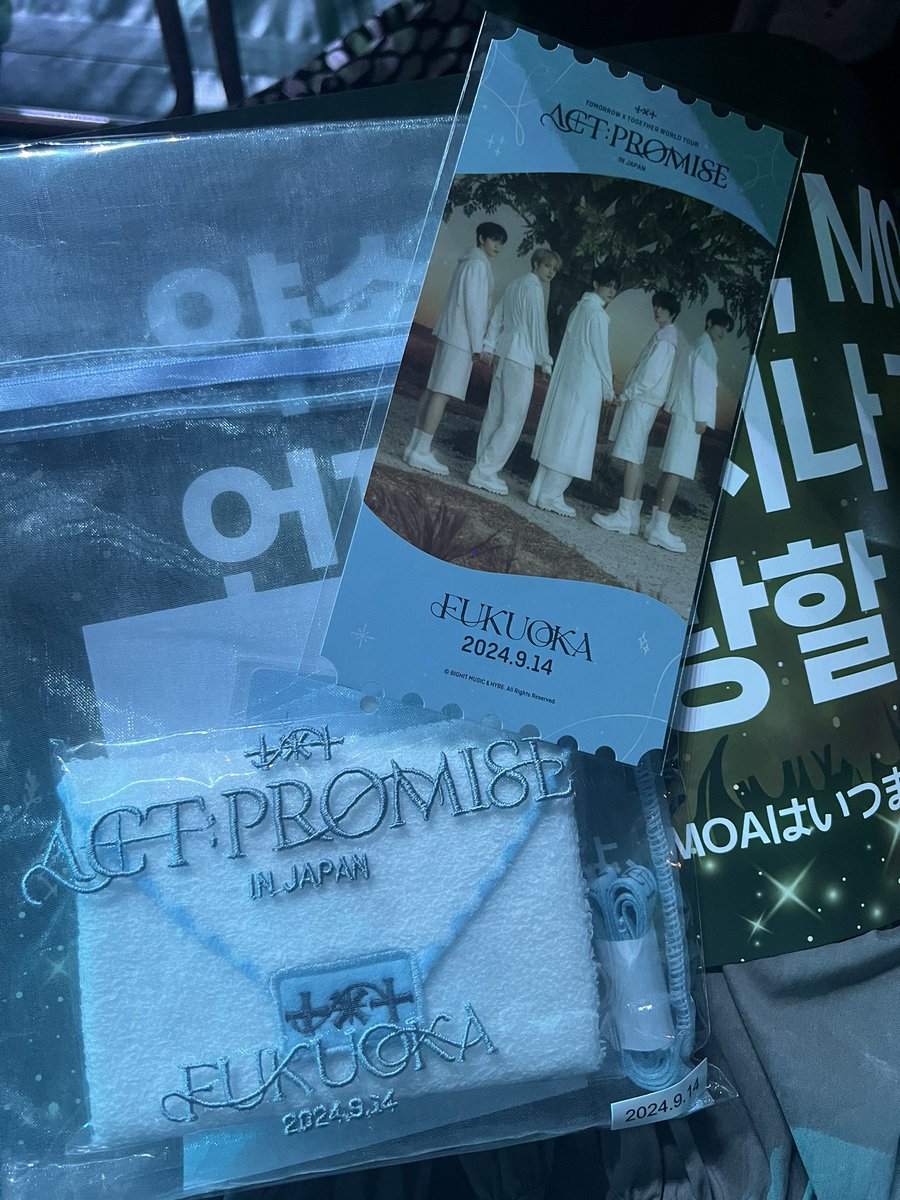 TOMORROW X TOGETHER WORLD TOUR
ACT:PROMISE
IN JAPAN
FUKUOKA
2024.9.14
© BIGHIT MUSIC & HYBE. All Rights Reserved.
약속
언
MOA
나
할
MOAはいつま
ACT:PROMISE
IN JAPAN
FUKUOKA
2024.9.14
2024.9.14